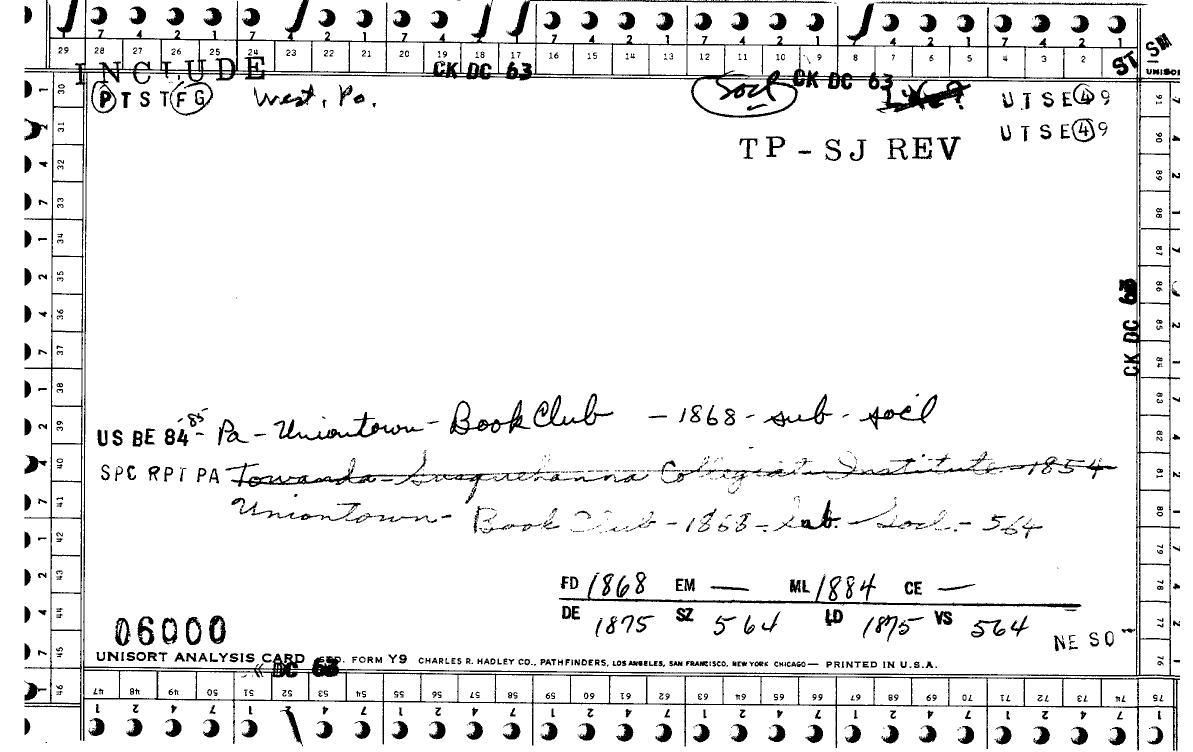 7 4 2 1 7 4 2 1 7 4 2 1 7 4 2 1 7 4 2 1 7 4 2 1 7 4 2 1
29 28 27 26 25 24 23 22 21 20 19 18 17 16 15 14 13 12 11 10 9 8 7 6 5 4 3 2 ST SM
INCLUDE CK DC 63 CK DC 63 UNISORT
P T S T F G West. Pa. Socl UTSE49
UTSE49
TP-SJ REV
CK DC 63
US BE 84-85- Pa - Uniontown - Book Club - 1868 - sub - socl
SPC RPT PA Towanda - Susquehanna Collegiate Institute - 1854
Uniontown - Book Club - 1868 - sub. - Socl. - 564
FD 1868 EM — ML 1884 CE —
DE 1875 SZ 564 LD 1875 VS 564
NE SO
06000
UNISORT ANALYSIS CARD FORM Y9 CHARLES R. HADLEY CO., PATHFINDERS, LOS ANGELES, SAN FRANCISCO, NEW YORK CHICAGO — PRINTED IN U.S.A.
DC 63
46 47 48 49 50 51 52 53 54 55 56 57 58 59 60 61 62 63 64 65 66 67 68 69 70 71 72 73 74 75
1 2 4 7 1 2 4 7 1 2 4 7 1 2 4 7 1 2 4 7 1 2 4 7 1 2 4 7
30 31 32 33 34 35 36 37 38 39 40 41 42 43 44 45
91 90 89 88 87 86 85 84 83 82 81 80 79 78 77 76